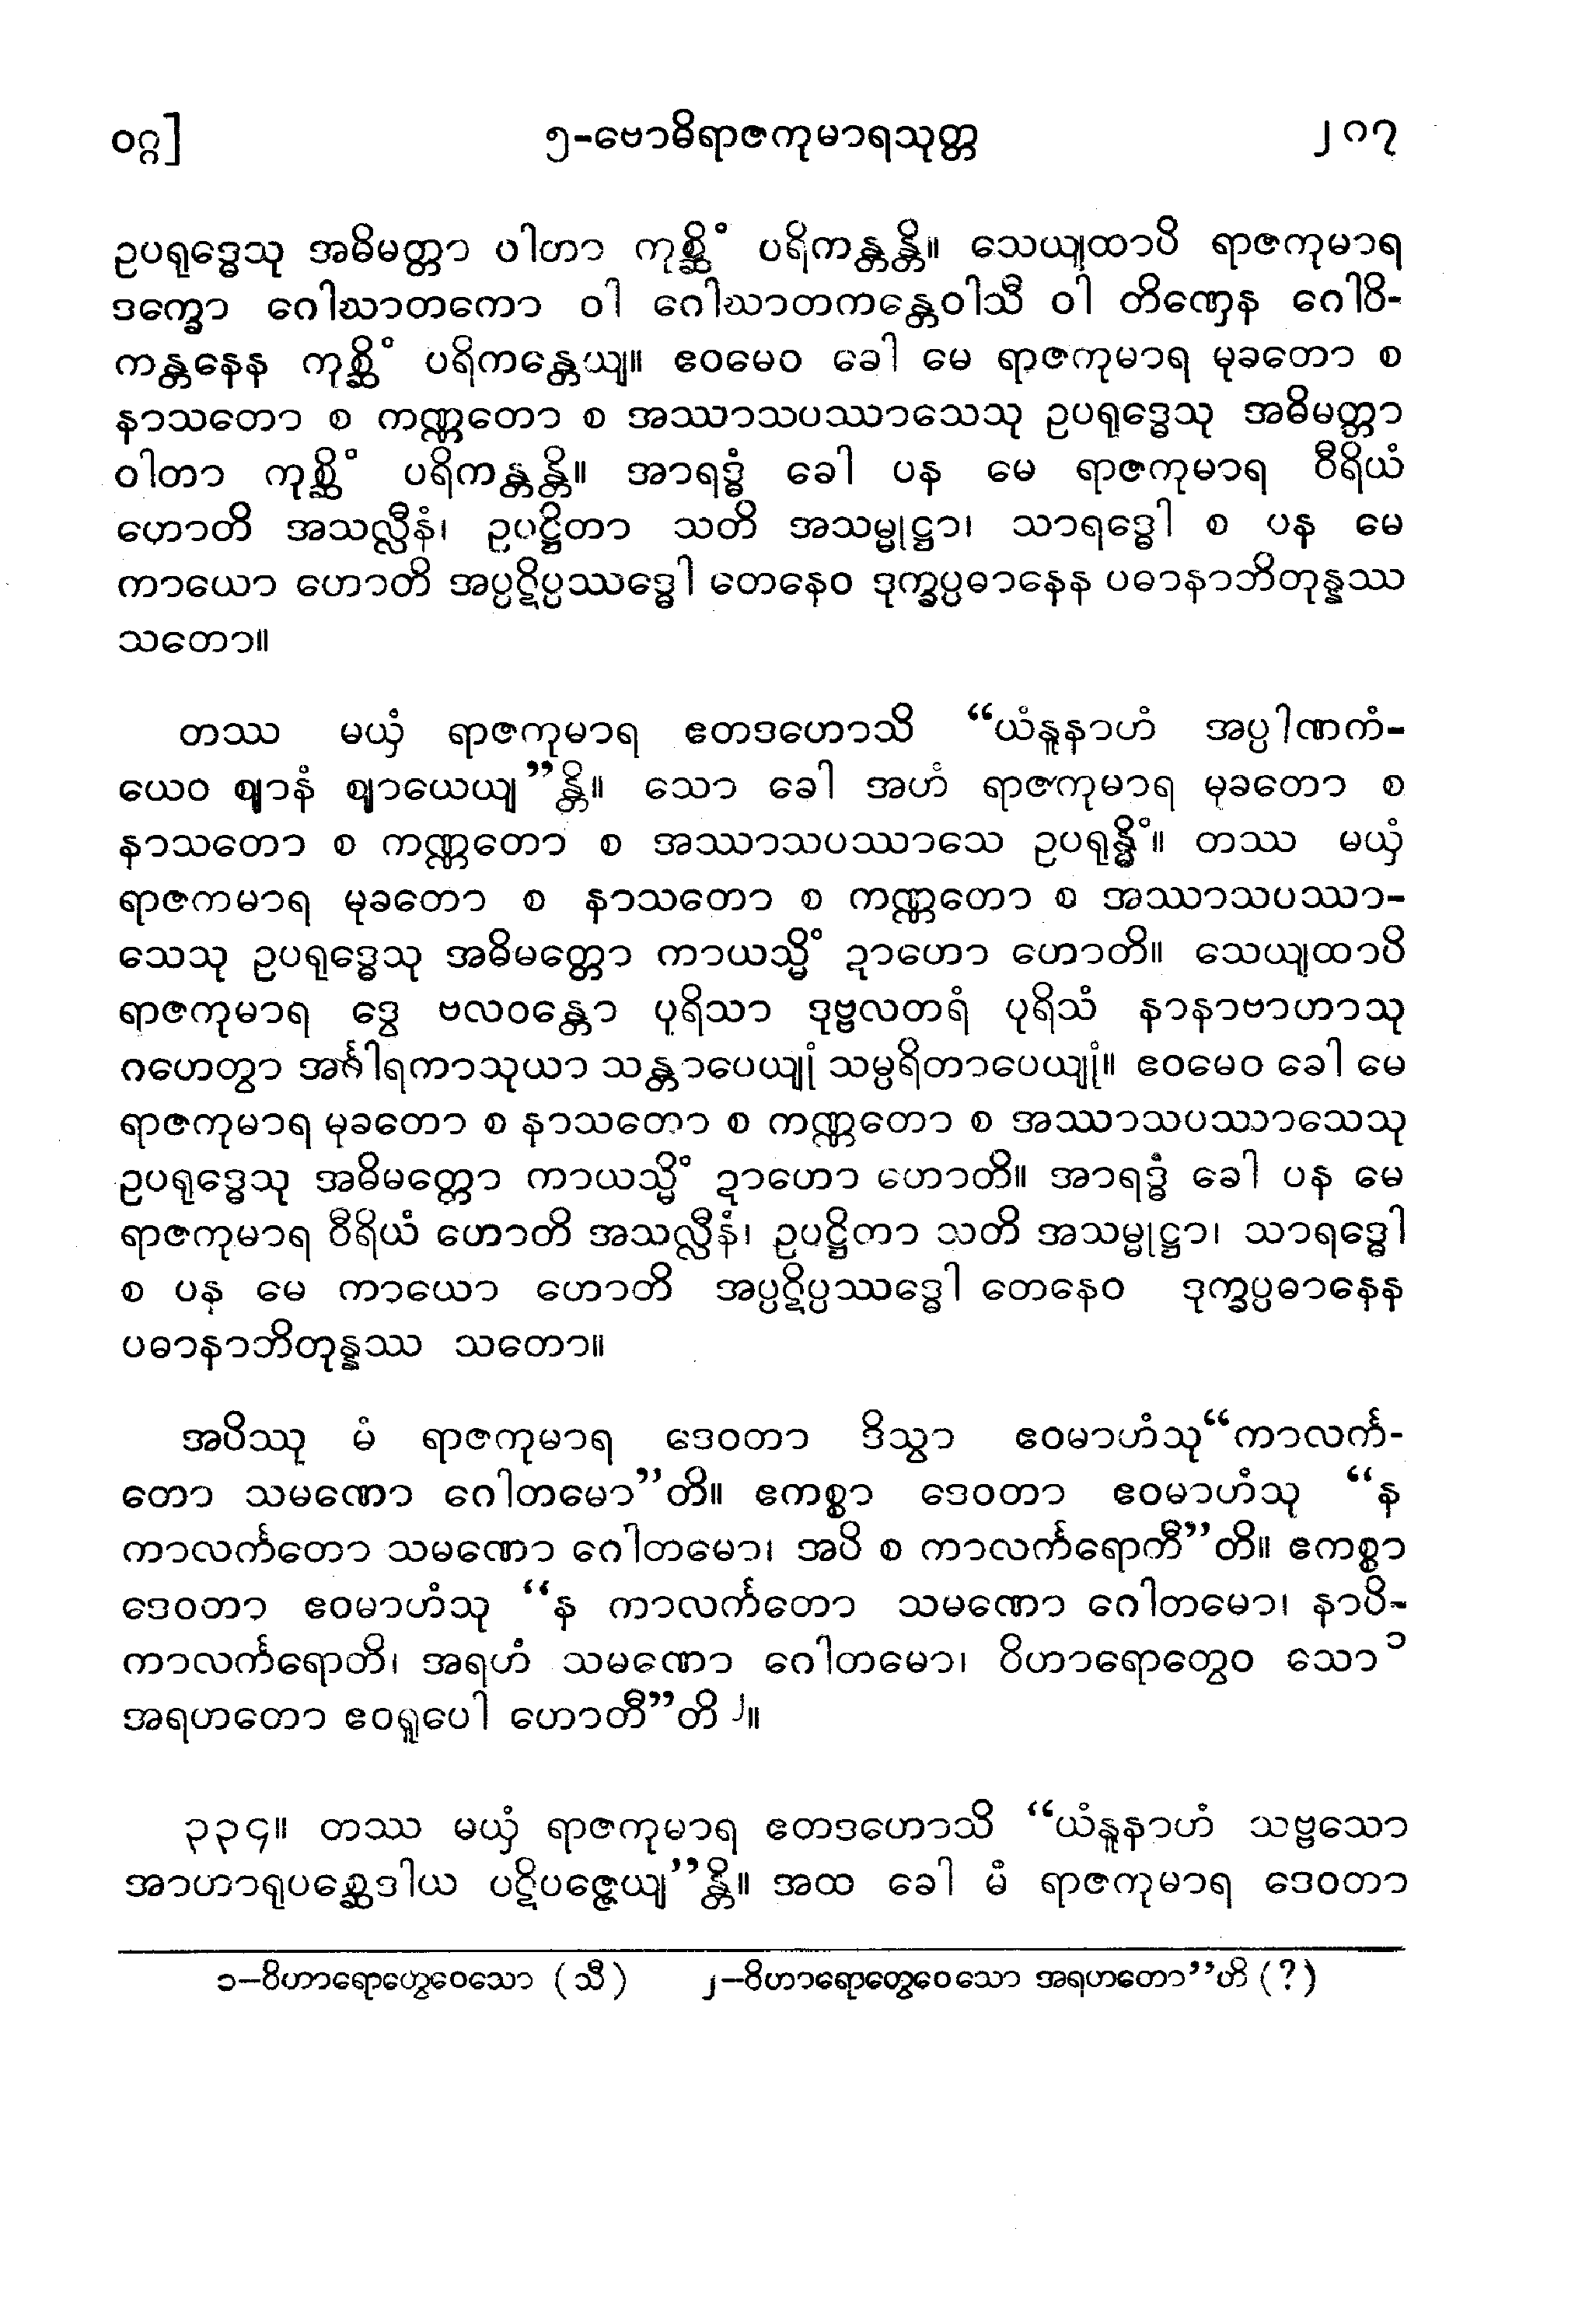 ဝဂ္ဂ] ၅-ဗောဓိရာဇကုမာရသုတ္တ ၂၈၇
ဥပရုဒ္ဓေသု အဓိမတ္တာ ဝါတာ ကုစ္ဆိံ ပရိကန္တန္တိ။ သေယျထာပိ ရာဇကုမာရ
ဒက္ခော ဂေါဃာတကော ဝါ ဂေါဃာတကန္တေဝါသီ ဝါ တိဏှေန ဂေါဝိ-
ကန္တနေန ကုစ္ဆိံ ပရိကန္တေယျ။ ဧဝမေဝ ခေါ မေ ရာဇကုမာရ မုခတော စ
နာသတော စ ကဏ္ဏတော စ အဿာသပဿာသေသု ဥပရုဒ္ဓေသု အဓိမတ္တာ
ဝါတာ ကုစ္ဆိံ ပရိကန္တန္တိ။ အာရဒ္ဓံ ခေါ ပန မေ ရာဇကုမာရ ဝီရိယံ
ဟောတိ အသလ္လီနံ၊ ဥပဋ္ဌိတာ သတိ အသမ္မုဋ္ဌာ၊ သာရဒ္ဓေါ စ ပန မေ
ကာယော ဟောတိ အပ္ပဋိပ္ပဿဒ္ဓေါ တေနေဝ ဒုက္ခပ္ပဓာနေန ပဓာနာဘိတုန္နဿ
သတော။
တဿ မယှံ ရာဇကုမာရ ဧတဒဟောသိ “ယံနူနာဟံ အပ္ပါဏကံ-
ယေဝ ဈာနံ ဈာယေယျ”န္တိ။ သော ခေါ အဟံ ရာဇကုမာရ မုခတော စ
နာသတော စ ကဏ္ဏတော စ အဿာသပဿာသေ ဥပရုန္ဓိံ။ တဿ မယှံ
ရာဇကမာရ မုခတော စ နာသတော စ ကဏ္ဏတော စ အဿာသပဿာ-
သေသု ဥပရုဒ္ဓေသု အဓိမတ္တော ကာယသ္မိံ ဍာဟော ဟောတိ။ သေယျထာပိ
ရာဇကုမာရ ဒွေ ဗလဝန္တော ပုရိသာ ဒုဗ္ဗလတရံ ပုရိသံ နာနာဗာဟာသု
ဂဟေတွာ အင်္ဂါရကာသုယာ သန္တာပေယျုံ သမ္ပရိတာပေယျုံ။ ဧဝမေဝ ခေါ မေ
ရာဇကုမာရ မုခတော စ နာသတော စ ကဏ္ဏတော စ အဿာသပဿာသေသု
ဥပရုဒ္ဓေသု အဓိမတ္တော ကာယသ္မိံ ဍာဟော ဟောတိ။ အာရဒ္ဓံ ခေါ ပန မေ
ရာဇကုမာရ ဝီရိယံ ဟောတိ အသလ္လီနံ၊ ဥပဋ္ဌိတာ သတိ အသမ္မုဋ္ဌာ၊ သာရဒ္ဓေါ
စ ပန မေ ကာယော ဟောတိ အပ္ပဋိပ္ပဿဒ္ဓေါ တေနေဝ ဒုက္ခပ္ပဓာနေန
ပဓာနာဘိတုန္နဿ သတော။
အပိဿု မံ ရာဇကုမာရ ဒေဝတာ ဒိသွာ ဧဝမာဟံသု“ကာလင်္က-
တော သမဏော ဂေါတမော”တိ။ ဧကစ္စာ ဒေဝတာ ဧဝမာဟံသု “န
ကာလင်္ကတော သမဏော ဂေါတမော၊ အပိ စ ကာလင်္ကရောတီ”တိ။ ဧကစ္စာ
ဒေဝတာ ဧဝမာဟံသု “န ကာလင်္ကတော သမဏော ဂေါတမော၊ နာပိ-
ကာလင်္ကရောတိ၊ အရဟံ သမဏော ဂေါတမော၊ ဝိဟာရောတွေဝ သော ၁
အရဟတော ဧဝရူပေါ ဟောတီ”တိ ၂။
၃၃၄။ တဿ မယှံ ရာဇကုမာရ ဧတဒဟောသိ “ယံနူနာဟံ သဗ္ဗသော
အာဟာရုပစ္ဆေဒါယ ပဋိပဇ္ဇေယျ”န္တိ။ အထ ခေါ မံ ရာဇကုမာရ ဒေဝတာ
၁–ဝိဟာရောတွေဝေသော (သီ) ၂–ဝိဟာရောတွေဝေသော အရဟတော”တိ (?)